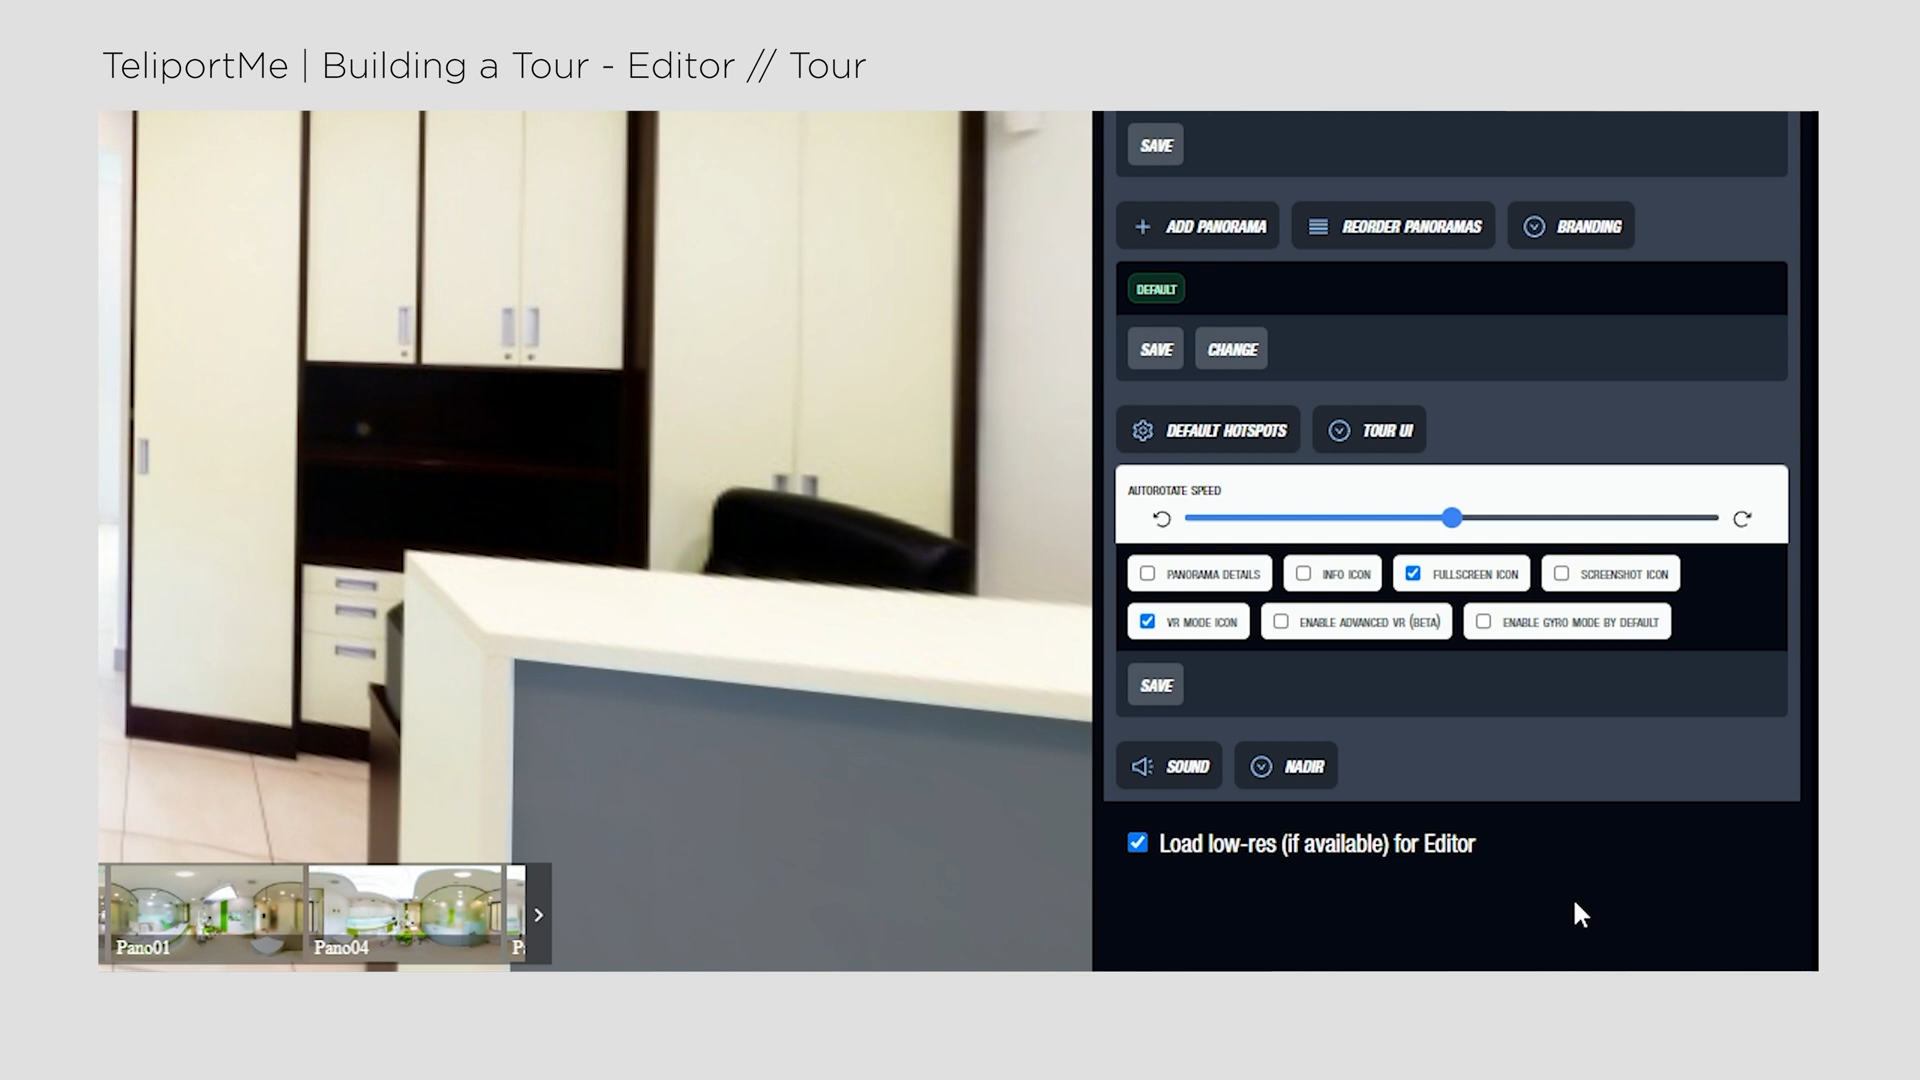 TeliportMe | Building a Tour - Editor // Tour
SAVE
ADD PANORAMA REORDER PANORAMAS BRANDING
DEFAULT
SAVE CHANGE
DEFAULT HOTSPOTS TOUR UI
AUTOROTATE SPEED
PANORAMA DETAILS INFO ICON FULLSCREEN ICON SCREENSHOT ICON
VR MODE ICON ENABLE ADVANCED VR (BETA) ENABLE GYRO MODE BY DEFAULT
SAVE
SOUND NADIR
Load low-res (if available) for Editor
Pano01 Pano04